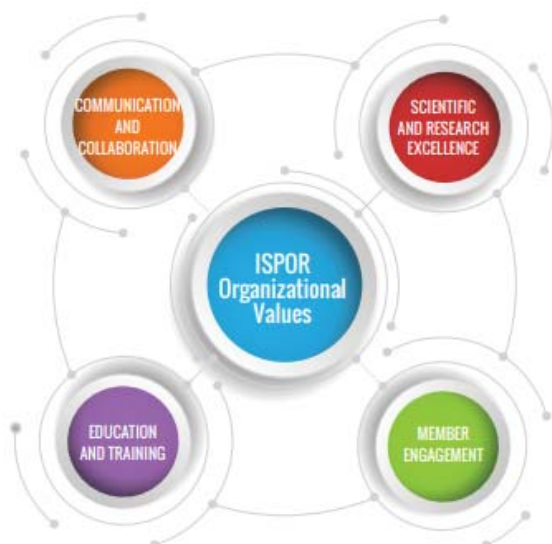 COMMUNICATION
AND
COLLABORATION
SCIENTIFIC
AND RESEARCH
EXCELLENCE
ISPOR
Organizational
Values
EDUCATION
AND TRAINING
MEMBER
ENGAGEMENT